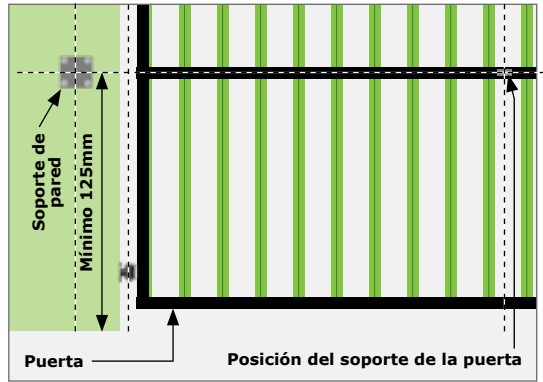 Soporte de
pared
Mínimo 125mm
Puerta
Posición del soporte de la puerta